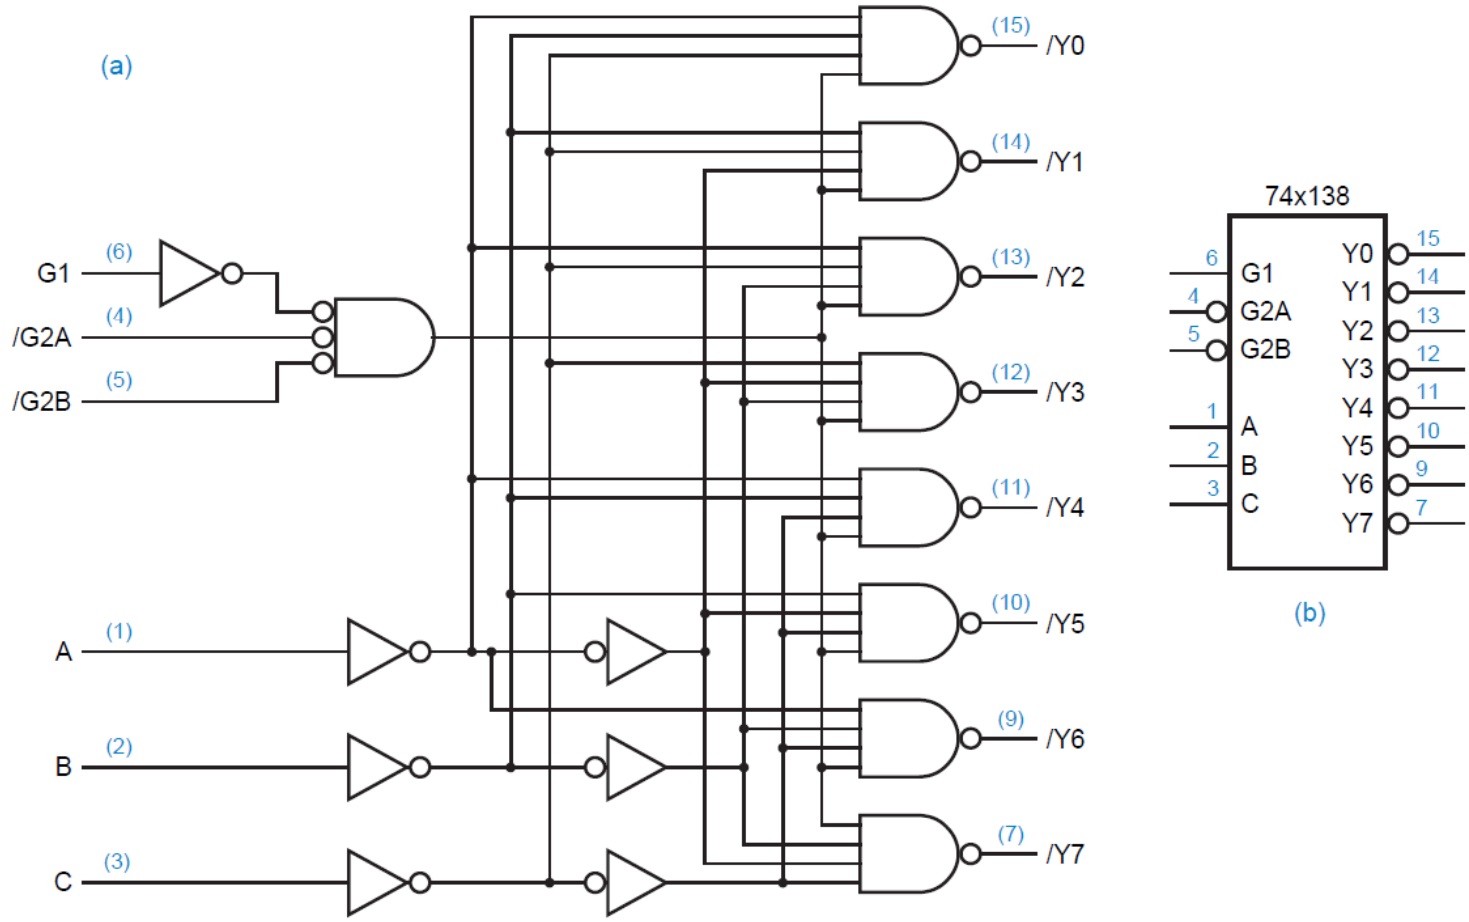 (a)
(15) /Y0
(14) /Y1
(6)
G1
(13) /Y2
(4)
/G2A
(5)
/G2B
(12) /Y3
(11) /Y4
(10) /Y5
(1)
A
(9) /Y6
(2)
B
(7) /Y7
(3)
C
74x138
6 G1
4 G2A
5 G2B
1 A
2 B
3 C
Y0 15
Y1 14
Y2 13
Y3 12
Y4 11
Y5 10
Y6 9
Y7 7
(b)